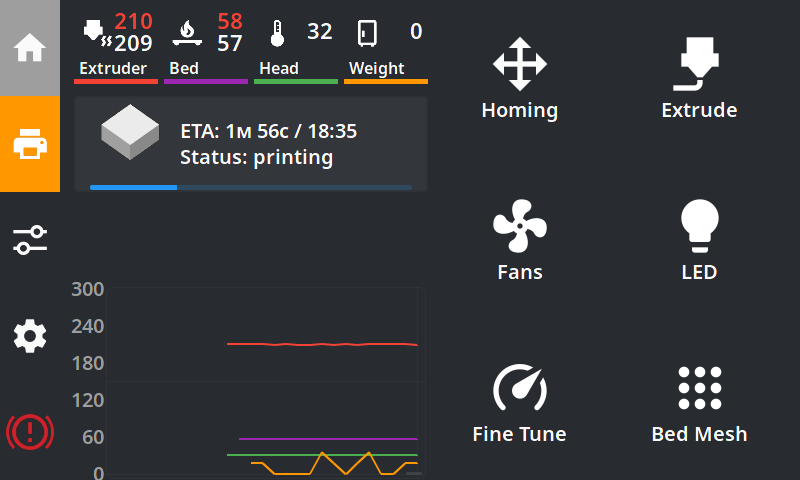 210
209
58
57
32
0
Extruder
Bed
Head
Weight
ETA: 1м 56с / 18:35
Status: printing
300
240
180
120
60
0
Homing
Extrude
Fans
LED
Fine Tune
Bed Mesh